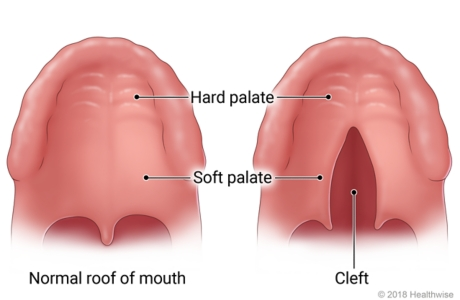 Hard palate
Soft palate
Normal roof of mouth
Cleft
© 2018 Healthwise